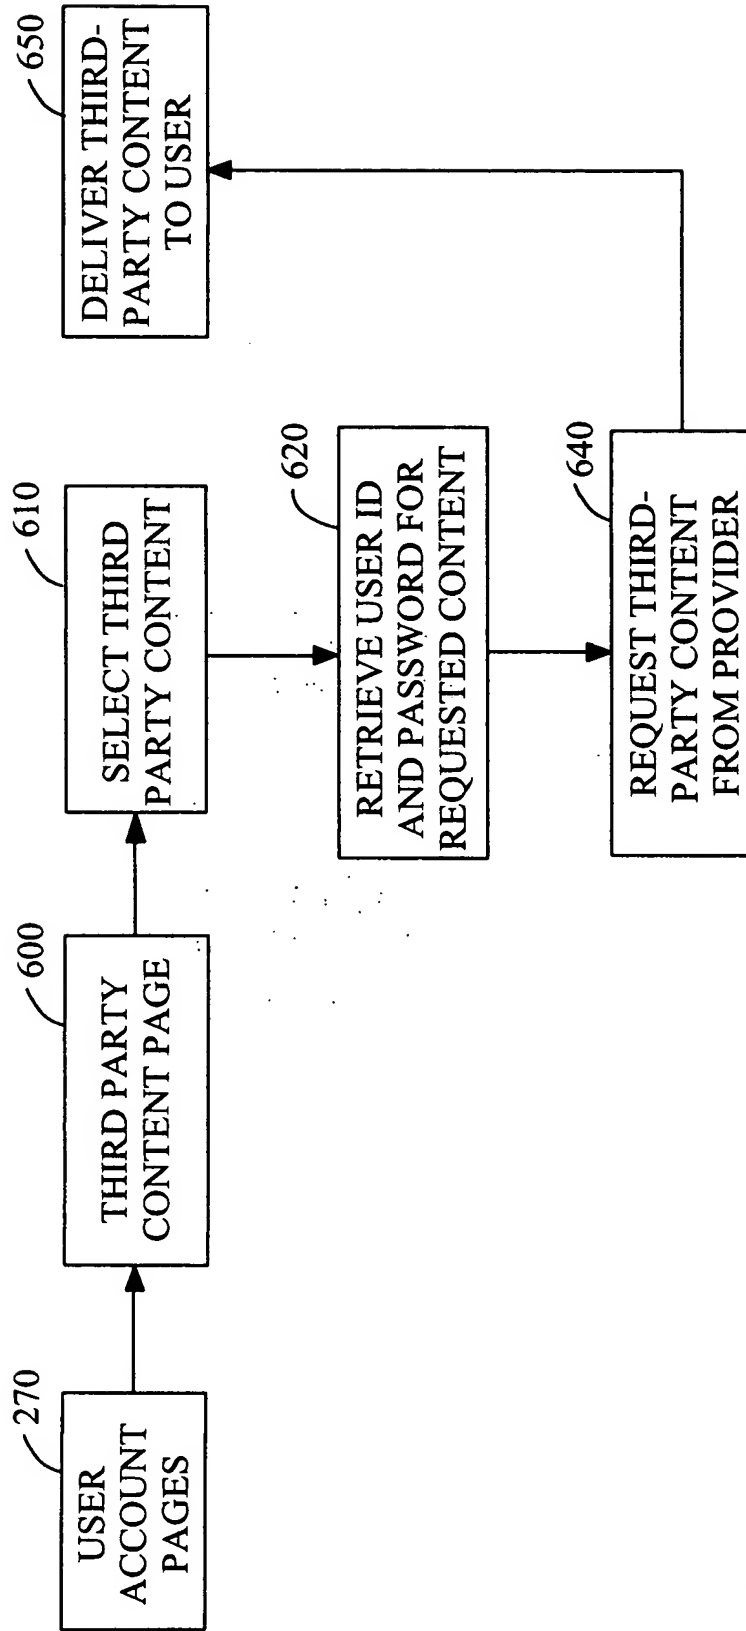 270
USER
ACCOUNT
PAGES
600
THIRD PARTY
CONTENT PAGE
610
SELECT THIRD
PARTY CONTENT
620
RETRIEVE USER ID
AND PASSWORD FOR
REQUESTED CONTENT
640
REQUEST THIRD-
PARTY CONTENT
FROM PROVIDER
650
DELIVER THIRD-
PARTY CONTENT
TO USER